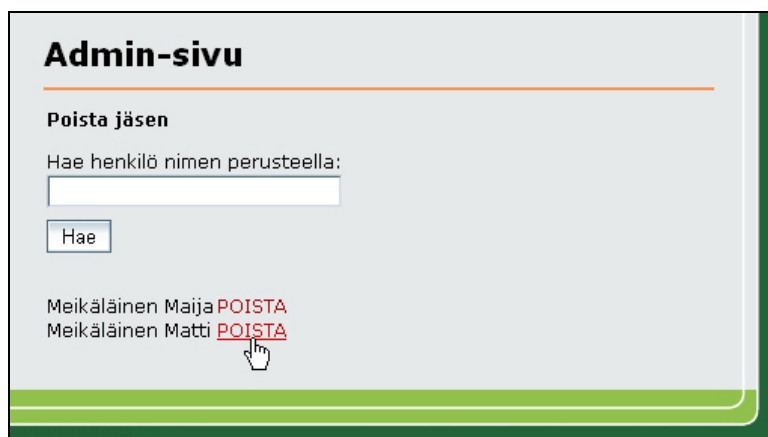 Admin-sivu
Poista jäsen
Hae henkilö nimen perusteella:
Hae
Meikäläinen Maija POISTA
Meikäläinen Matti POISTA